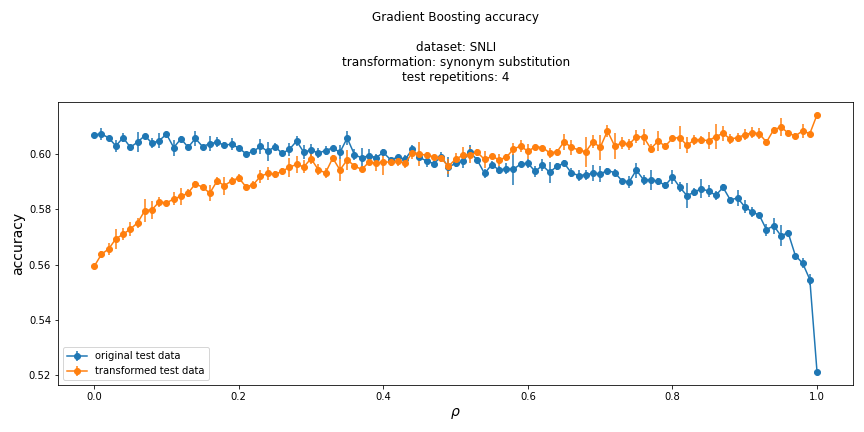 Gradient Boosting accuracy
dataset: SNLI
transformation: synonym substitution
test repetitions: 4
accuracy
0.60
0.58
0.56
0.54
0.52
original test data
transformed test data
0.0 0.2 0.4 0.6 0.8 1.0
ρ